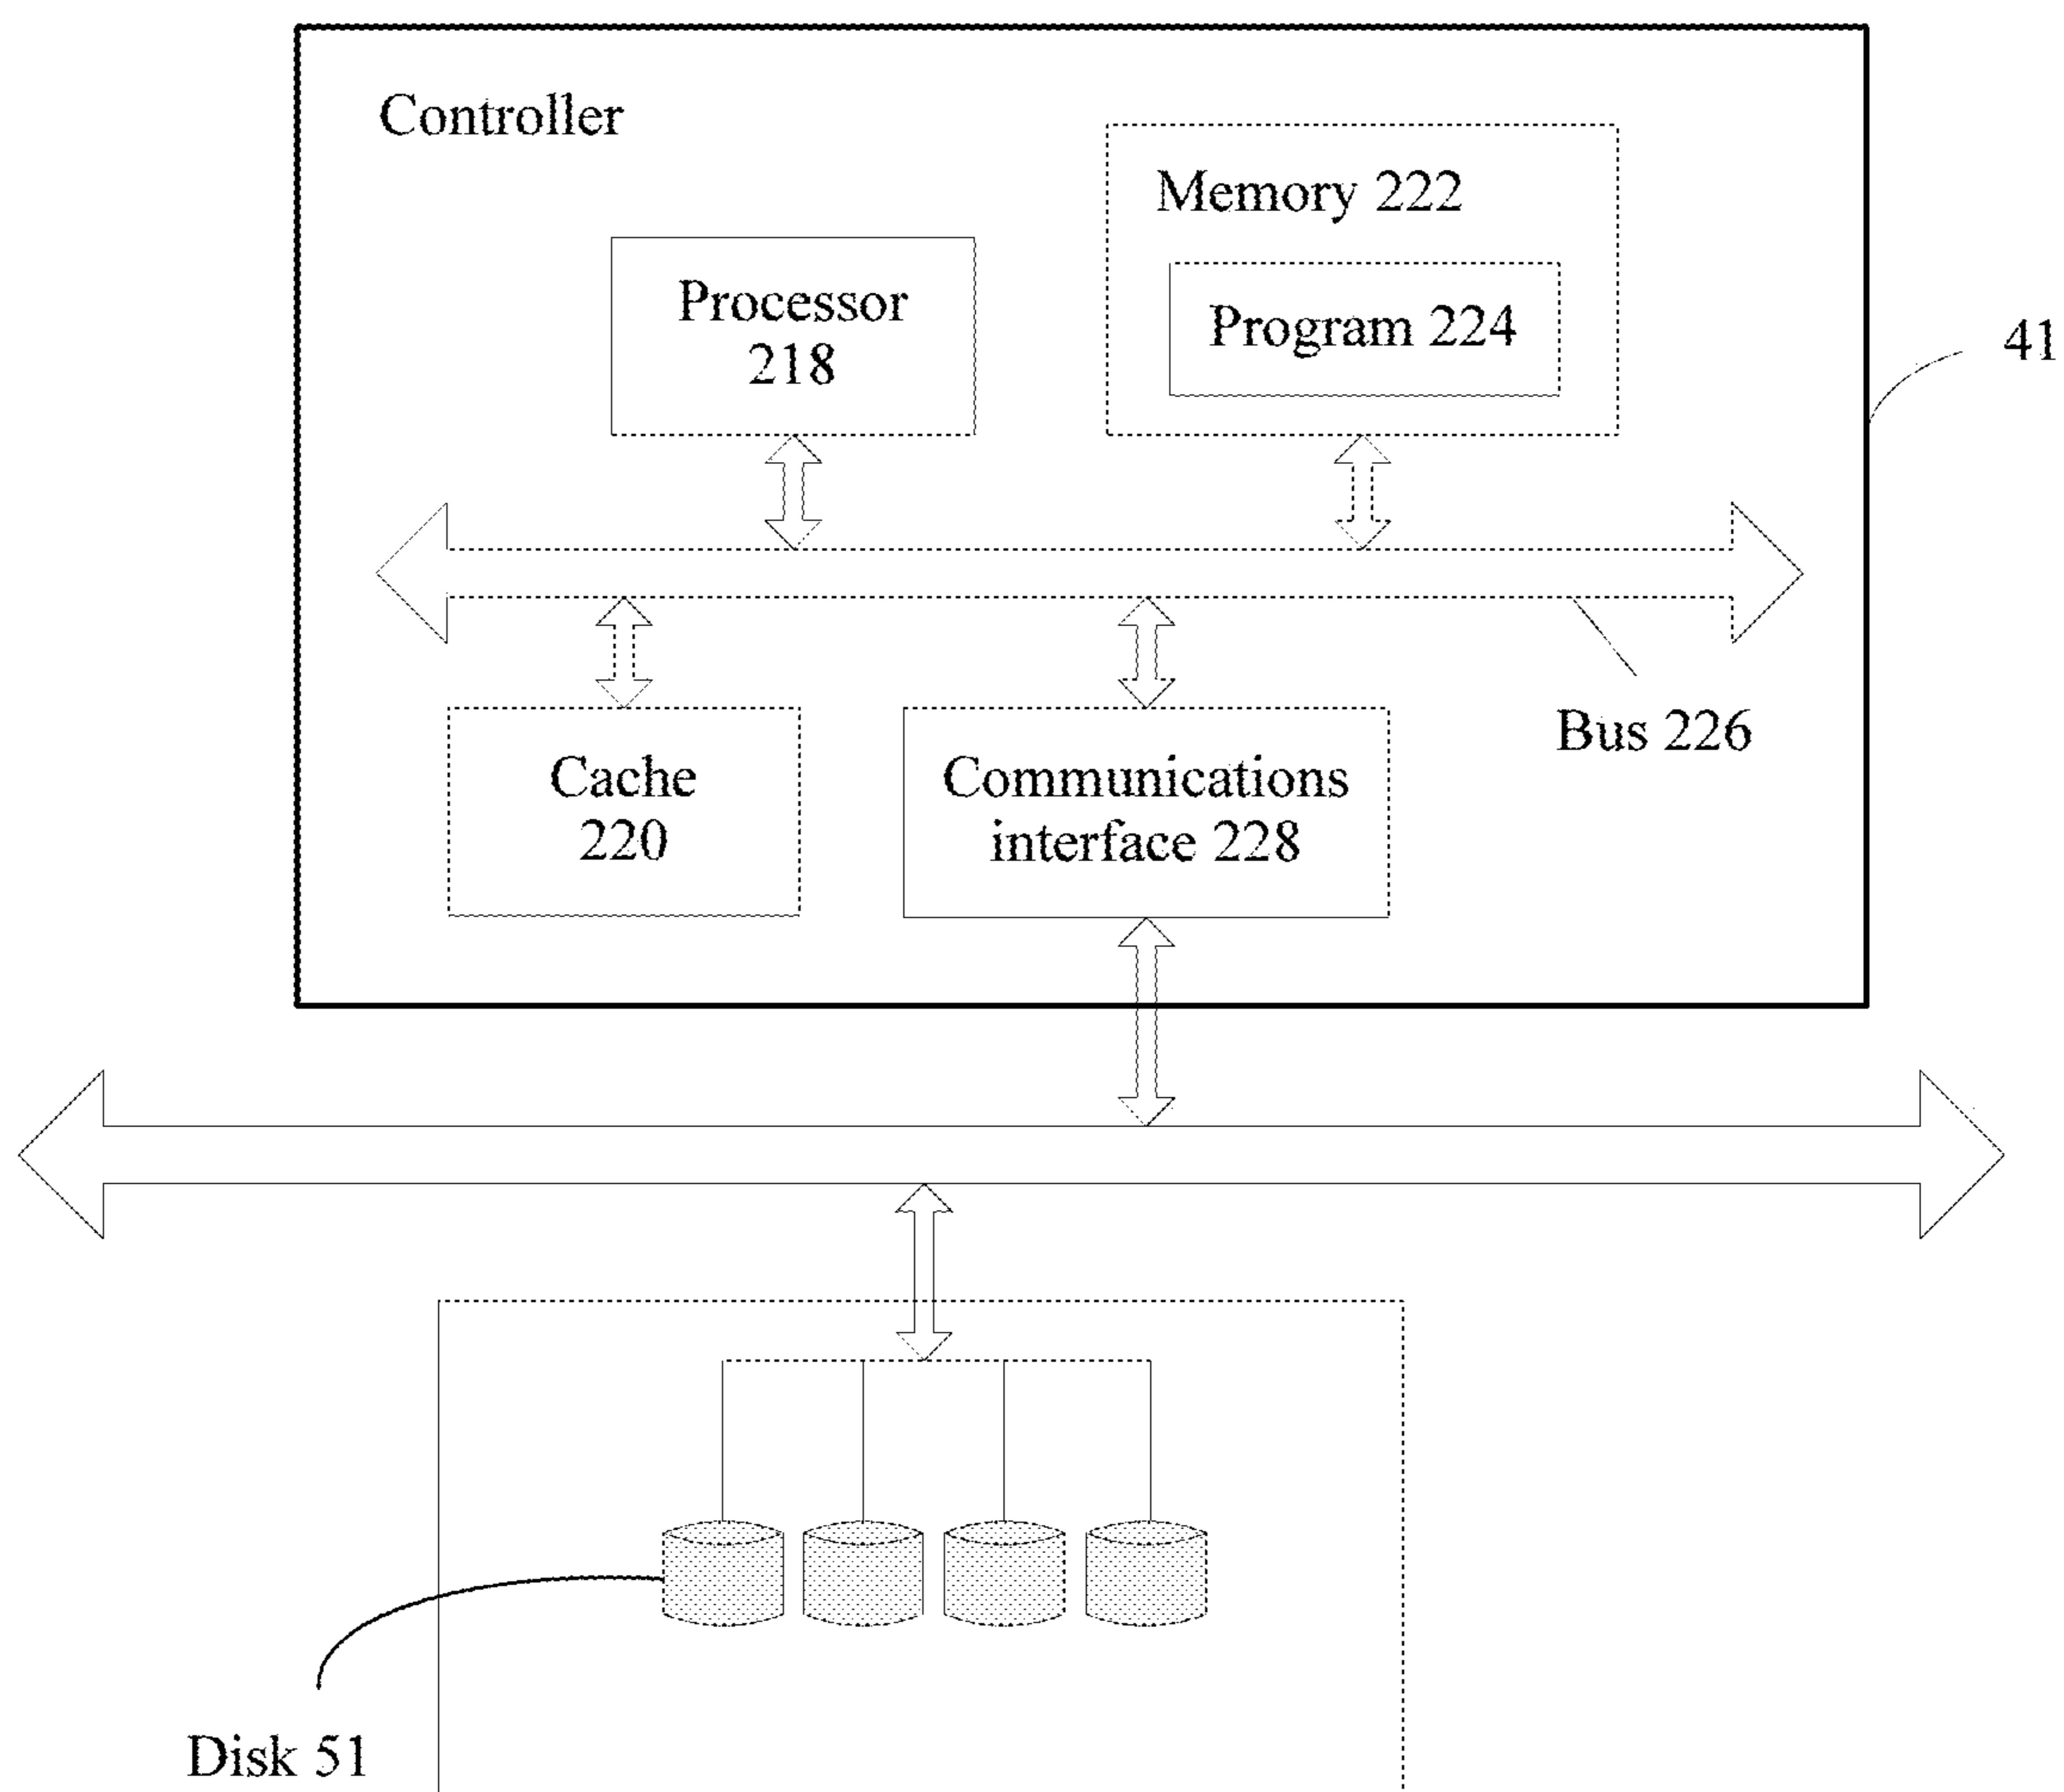 Controller
Memory 222
Processor
218
Program 224
41
Bus 226
Cache
220
Communications
interface 228
Disk 51